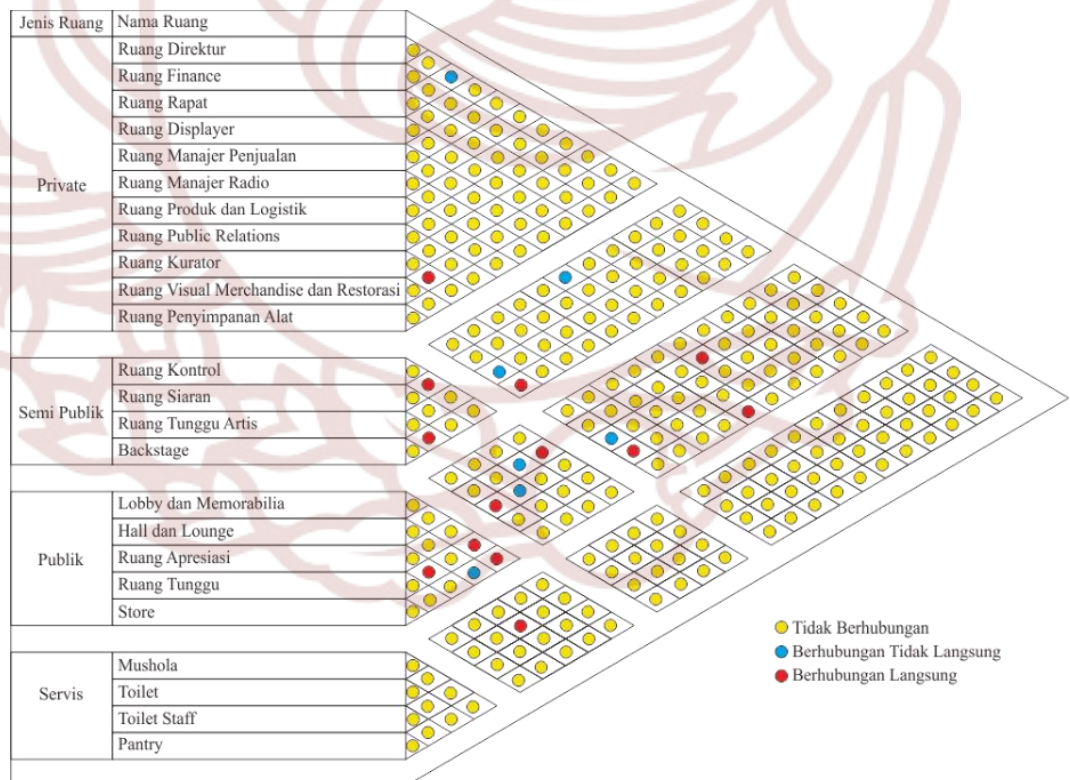 Jenis Ruang Nama Ruang
Ruang Direktur
Ruang Finance
Ruang Rapat
Ruang Displayer
Ruang Manajer Penjualan
Private Ruang Manajer Radio
Ruang Produk dan Logistik
Ruang Public Relations
Ruang Kurator
Ruang Visual Merchandise dan Restorasi
Ruang Penyimpanan Alat
Ruang Kontrol
Semi Publik Ruang Siaran
Ruang Tunggu Artis
Backstage
Lobby dan Memorabilia
Hall dan Lounge
Publik Ruang Apresiasi
Ruang Tunggu
Store
Mushola
Servis Toilet
Toilet Staff
Pantry
Tidak Berhubungan
Berhubungan Tidak Langsung
Berhubungan Langsung